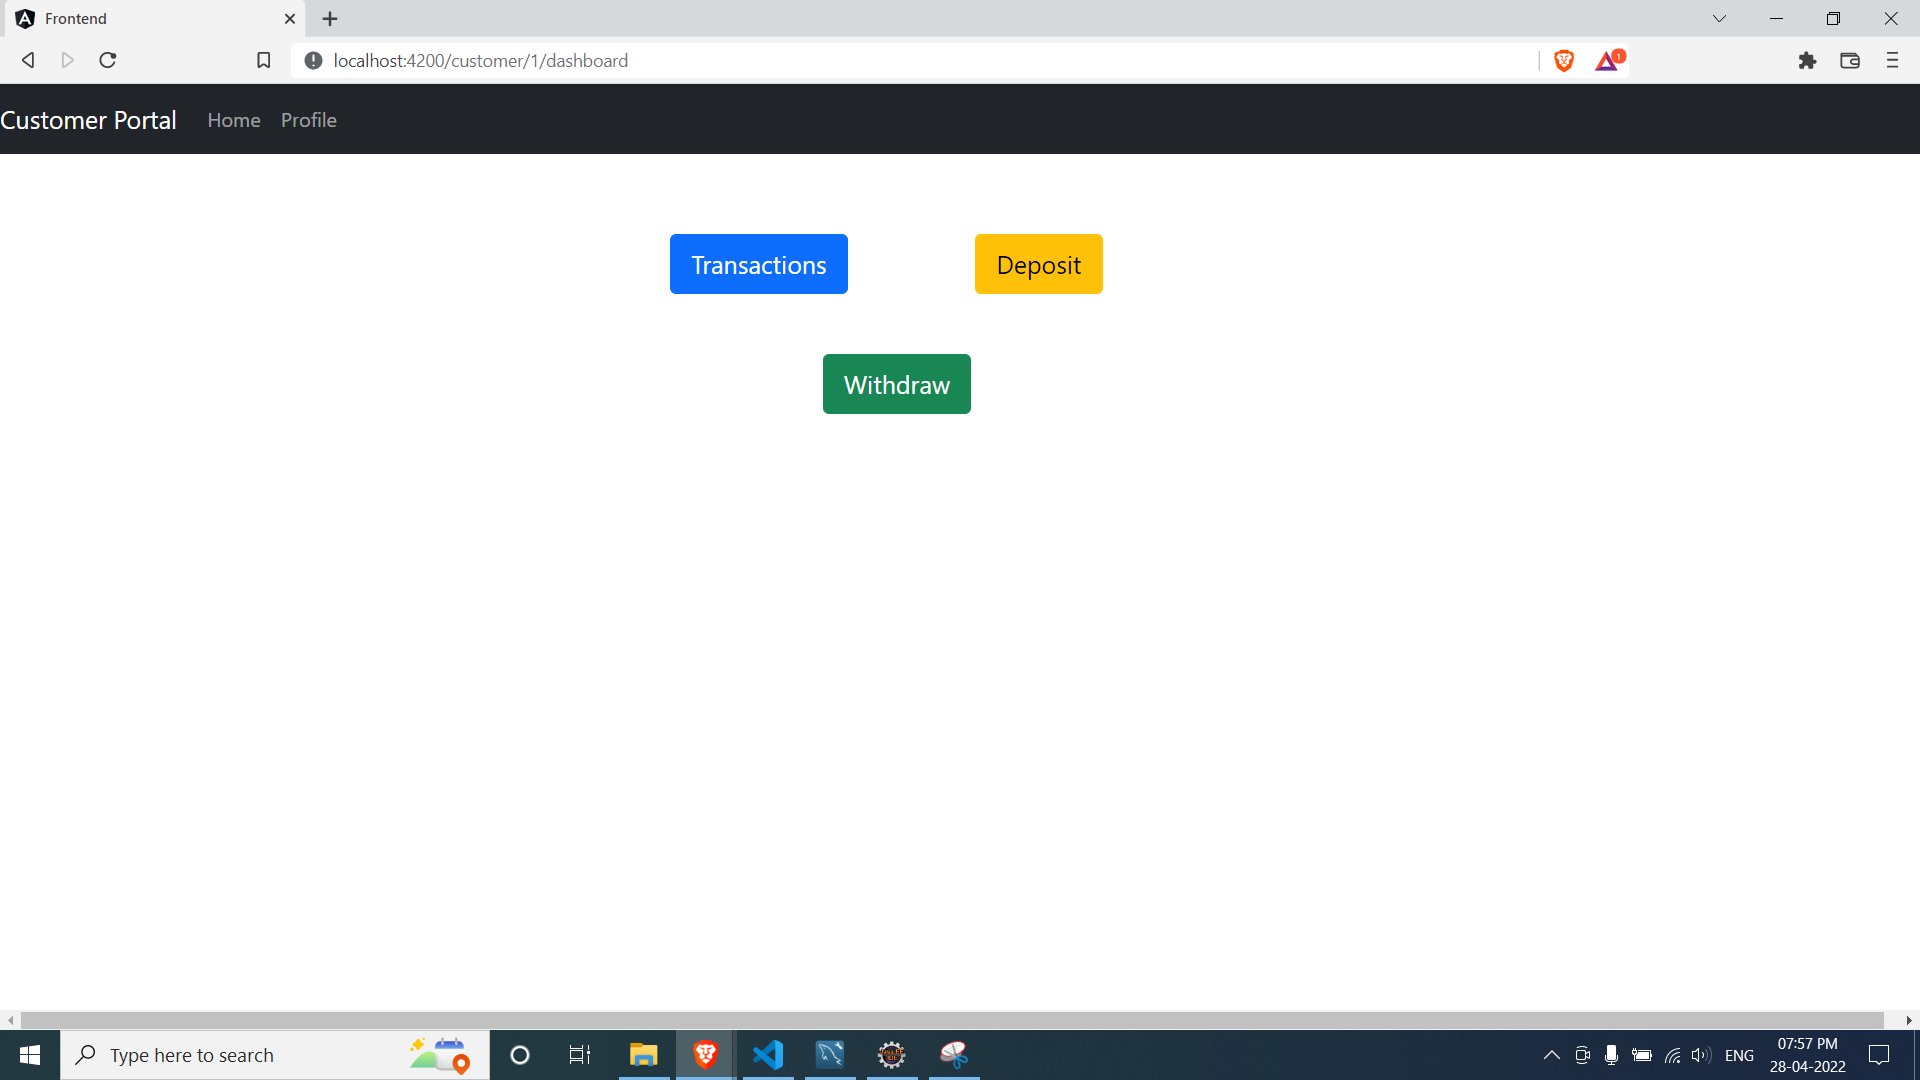 Frontend
localhost:4200/customer/1/dashboard
1
Customer Portal Home Profile
Transactions Deposit
Withdraw
Type here to search
ENG
07:57 PM
28-04-2022